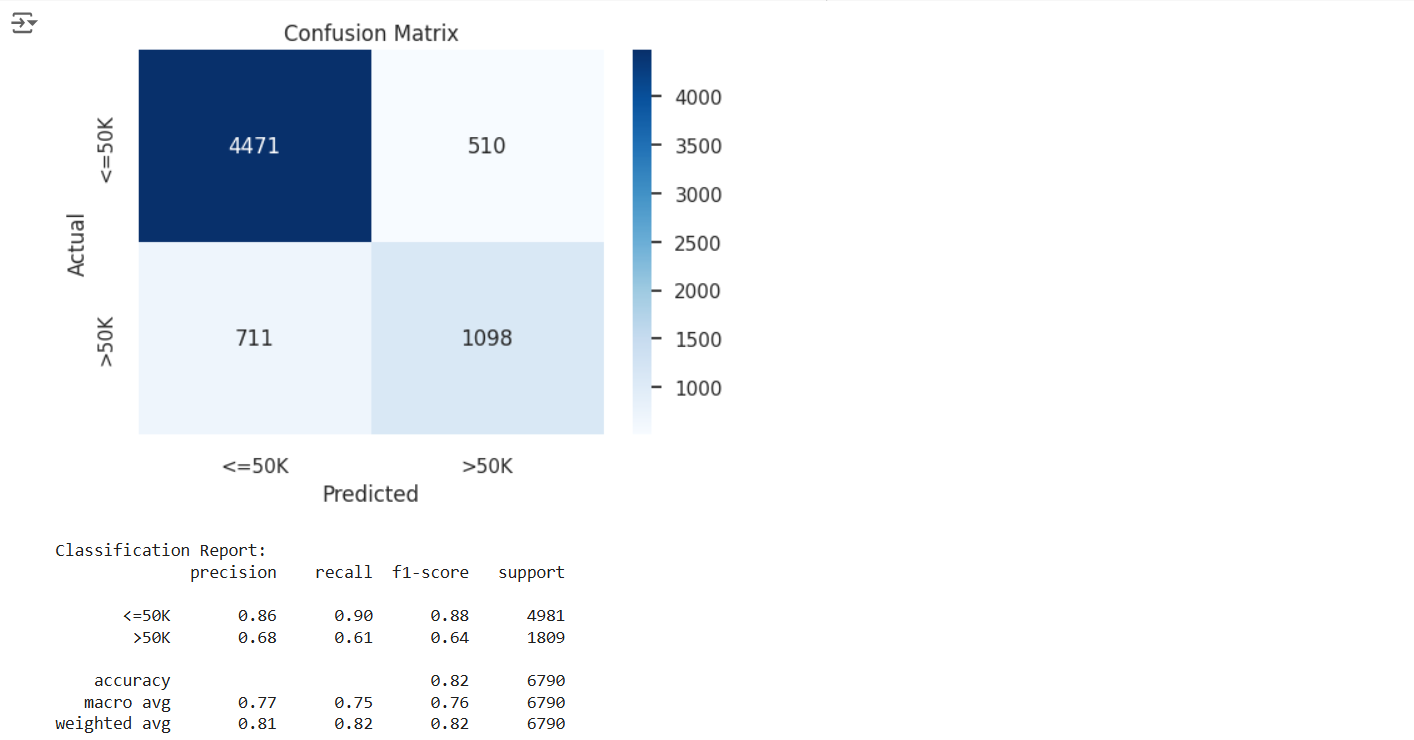 Confusion Matrix
<=50K
4471
510
4000
3500
3000
2500
2000
1500
1000
Actual
>50K
711
1098
<=50K >50K
Predicted
Classification Report:
precision recall f1-score support
<=50K 0.86 0.90 0.88 4981
>50K 0.68 0.61 0.64 1809
accuracy 0.82 6790
macro avg 0.77 0.75 0.76 6790
weighted avg 0.81 0.82 0.82 6790